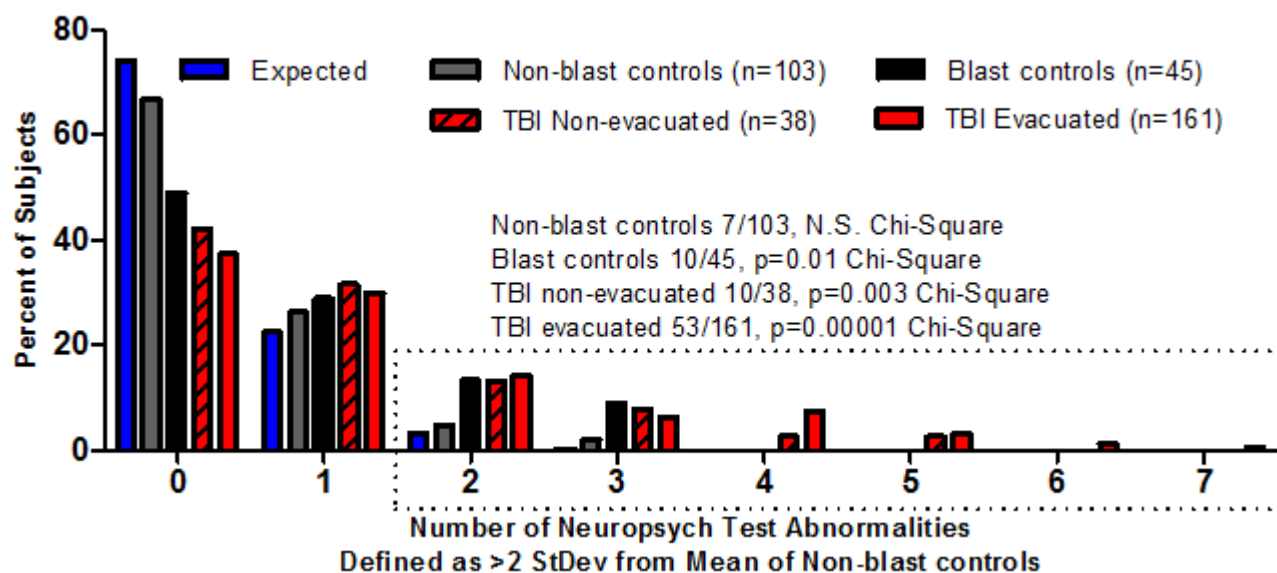 80
60
40
20
0
Percent of Subjects
Expected
Non-blast controls (n=103)
Blast controls (n=45)
TBI Non-evacuated (n=38)
TBI Evacuated (n=161)
Non-blast controls 7/103, N.S. Chi-Square
Blast controls 10/45, p=0.01 Chi-Square
TBI non-evacuated 10/38, p=0.003 Chi-Square
TBI evacuated 53/161, p=0.00001 Chi-Square
0 1 2 3 4 5 6 7
Number of Neuropsych Test Abnormalities
Defined as >2 StDev from Mean of Non-blast controls